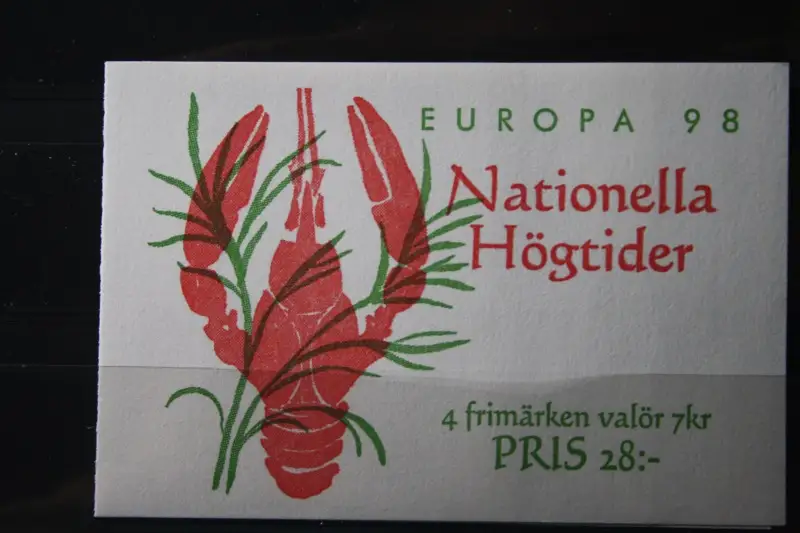 EUROPA 98
Nationella
Högtider
4 frimärken valör 7kr
PRIS 28:-